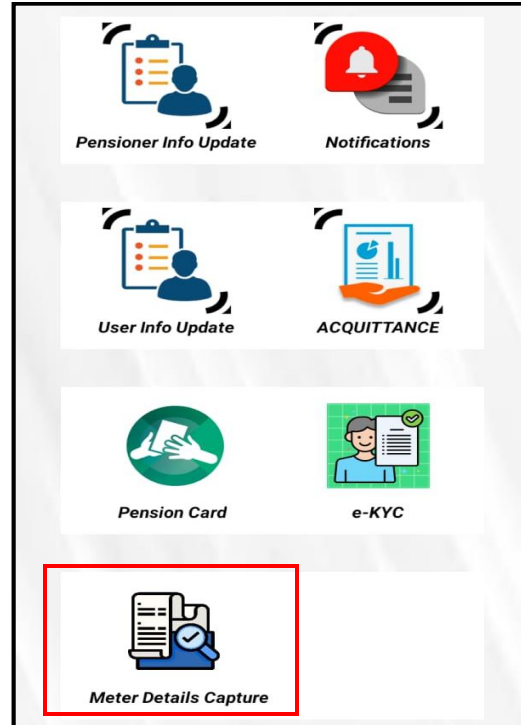 Pensioner Info Update
Notifications
User Info Update
ACQUITTANCE
Pension Card
e-KYC
Meter Details Capture